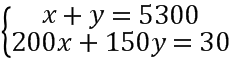 x + y = 5300
200x + 150y = 30